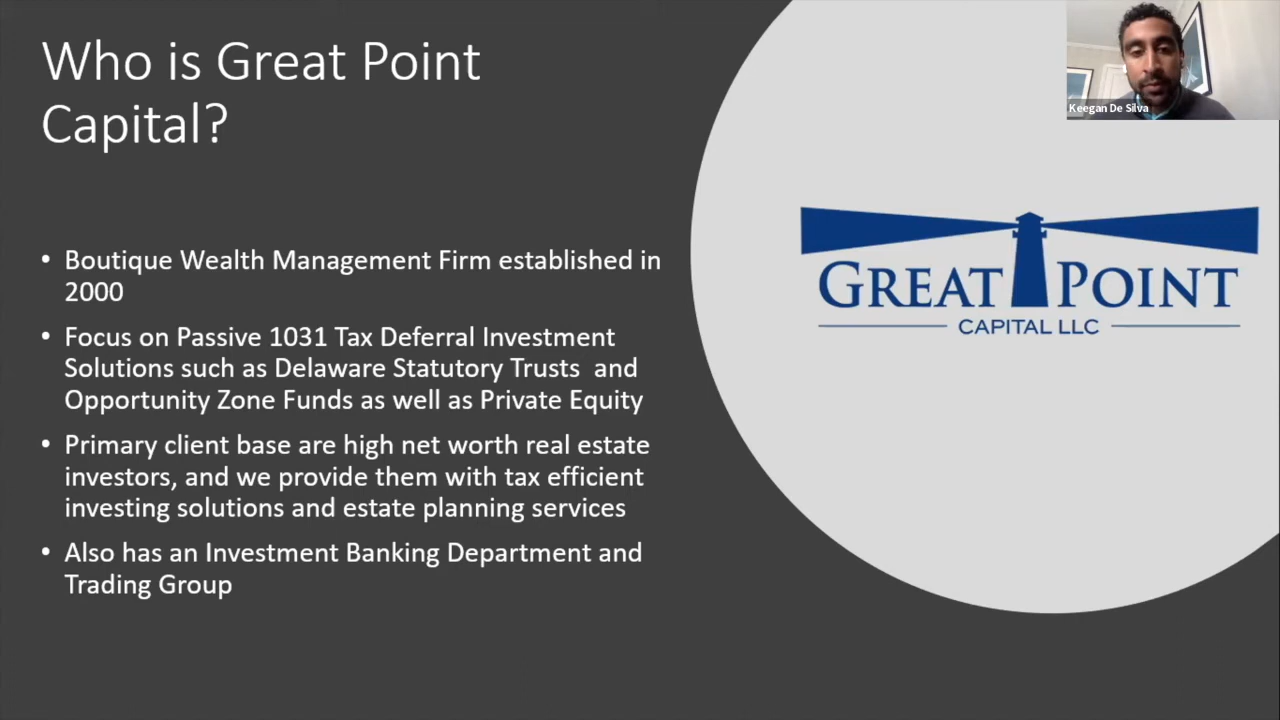 Who is Great Point
Capital?
• Boutique Wealth Management Firm established in
2000
• Focus on Passive 1031 Tax Deferral Investment
Solutions such as Delaware Statutory Trusts  and
Opportunity Zone Funds as well as Private Equity
• Primary client base are high net worth real estate
investors, and we provide them with tax efficient
investing solutions and estate planning services
• Also has an Investment Banking Department and
Trading Group
Keegan De Silva
GREAT POINT
CAPITAL LLC